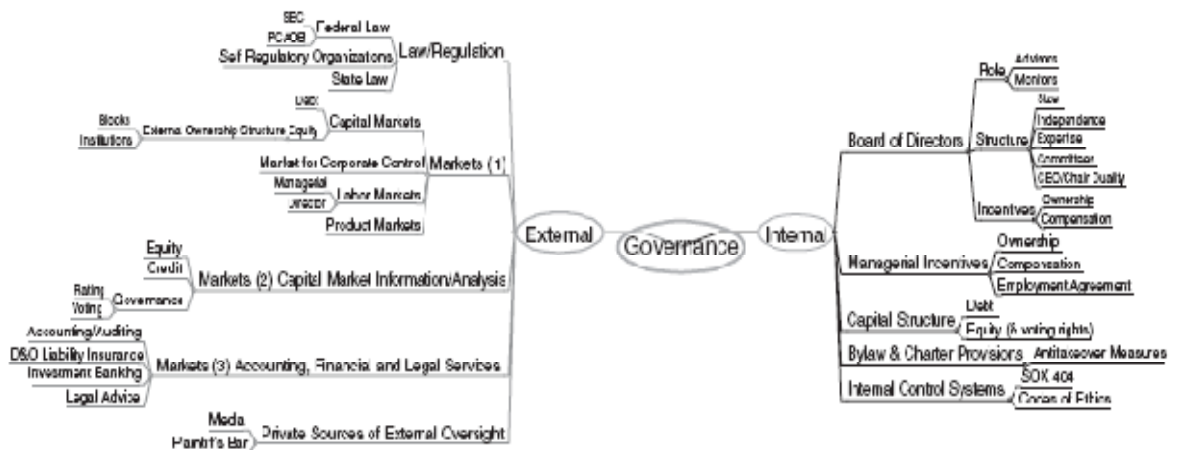 SEC
PCAOB
Federal Law
Self Regulatory Organizations
State Law
Law/Regulation
Debt
Blocks
Institutions
External Ownership Structure Equity
Capital Markets
Market for Corporate Control
Managerial
Director
Labor Markets
Product Markets
Markets (1)
Equity
Credit
Rating
Voting
Governance
Markets (2) Capital Market Information/Analysis
Accounting/Auditing
D&O Liability Insurance
Investment Banking
Legal Advice
Markets (3) Accounting, Financial and Legal Services
Media
Plaintif's Bar
Private Sources of External Oversight
External
Governance
Internal
Board of Directors
Role
Advisors
Monitors
Structure
Size
Independence
Expertise
Committees
CEO/Chair Duality
Incentives
Ownership
Compensation
Managerial Incentives
Ownership
Compensation
Employment Agreement
Capital Structure
Debt
Equity (& voting rights)
Bylaw & Charter Provisions
Antitakeover Measures
Internal Control Systems
SOX 404
Codes of Ethics